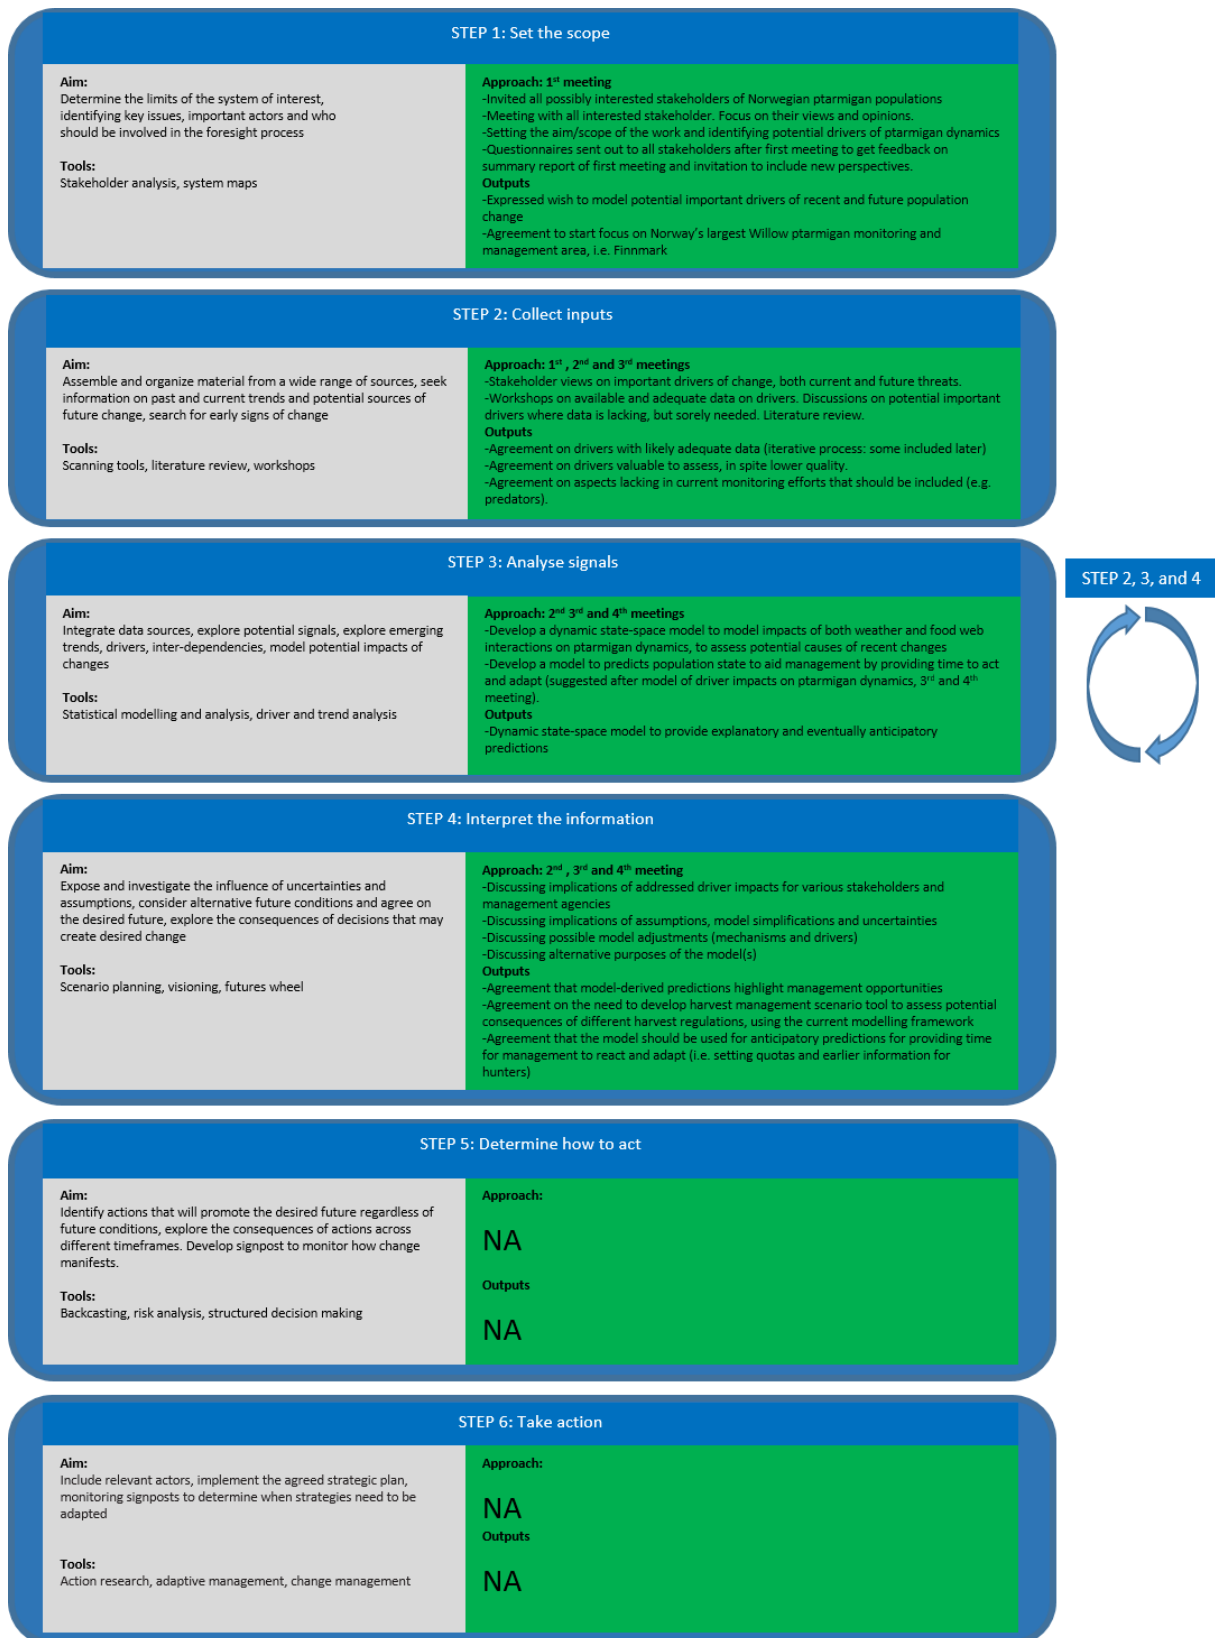 STEP 1: Set the scope
Aim:
Determine the limits of the system of interest,
identifying key issues, important actors and who
should be involved in the foresight process
Tools:
Stakeholder analysis, system maps
Approach: 1st meeting
-Invited all possibly interested stakeholders of Norwegian ptarmigan populations
-Meeting with all interested stakeholder. Focus on their views and opinions.
-Setting the aim/scope of the work and identifying potential drivers of ptarmigan dynamics
-Questionnaires sent out to all stakeholders after first meeting to get feedback on
summary report of first meeting and invitation to include new perspectives.
Outputs
-Expressed wish to model potential important drivers of recent and future population
change
-Agreement to start focus on Norway's largest Willow ptarmigan monitoring and
management area, i.e. Finnmark
STEP 2: Collect inputs
Aim:
Assemble and organize material from a wide range of sources, seek
information on past and current trends and potential sources of
future change, search for early signs of change
Tools:
Scanning tools, literature review, workshops
Approach: 1st , 2nd and 3rd meetings
-Stakeholder views on important drivers of change, both current and future threats.
-Workshops on available and adequate data on drivers. Discussions on potential important
drivers where data is lacking, but sorely needed. Literature review.
Outputs
-Agreement on drivers with likely adequate data (iterative process: some included later)
-Agreement on drivers valuable to assess, in spite lower quality.
-Agreement on aspects lacking in current monitoring efforts that should be included (e.g.
predators).
STEP 3: Analyse signals
Aim:
Integrate data sources, explore potential signals, explore emerging
trends, drivers, inter-dependencies, model potential impacts of
changes
Tools:
Statistical modelling and analysis, driver and trend analysis
Approach: 2nd 3rd and 4th meetings
-Develop a dynamic state-space model to model impacts of both weather and food web
interactions on ptarmigan dynamics, to assess potential causes of recent changes
-Develop a model to predicts population state to aid management by providing time to act
and adapt (suggested after model of driver impacts on ptarmigan dynamics, 3rd and 4th
meeting).
Outputs
-Dynamic state-space model to provide explanatory and eventually anticipatory
predictions
STEP 2, 3, and 4
STEP 4: Interpret the information
Aim:
Expose and investigate the influence of uncertainties and
assumptions, consider alternative future conditions and agree on
the desired future, explore the consequences of decisions that may
create desired change
Tools:
Scenario planning, visioning, futures wheel
Approach: 2nd , 3rd and 4th meeting
-Discussing implications of addressed driver impacts for various stakeholders and
management agencies
-Discussing implications of assumptions, model simplifications and uncertainties
-Discussing possible model adjustments (mechanisms and drivers)
-Discussing alternative purposes of the model(s)
Outputs
-Agreement that model-derived predictions highlight management opportunities
-Agreement on the need to develop harvest management scenario tool to assess potential
consequences of different harvest regulations, using the current modelling framework
-Agreement that the model should be used for anticipatory predictions for providing time
for management to react and adapt (i.e. setting quotas and earlier information for
hunters)
STEP 5: Determine how to act
Aim:
Identify actions that will promote the desired future regardless of
future conditions, explore the consequences of actions across
different timeframes. Develop signpost to monitor how change
manifests.
Tools:
Backcasting, risk analysis, structured decision making
Approach:
NA
Outputs
NA
STEP 6: Take action
Aim:
Include relevant actors, implement the agreed strategic plan,
monitoring signposts to determine when strategies need to be
adapted
Tools:
Action research, adaptive management, change management
Approach:
NA
Outputs
NA